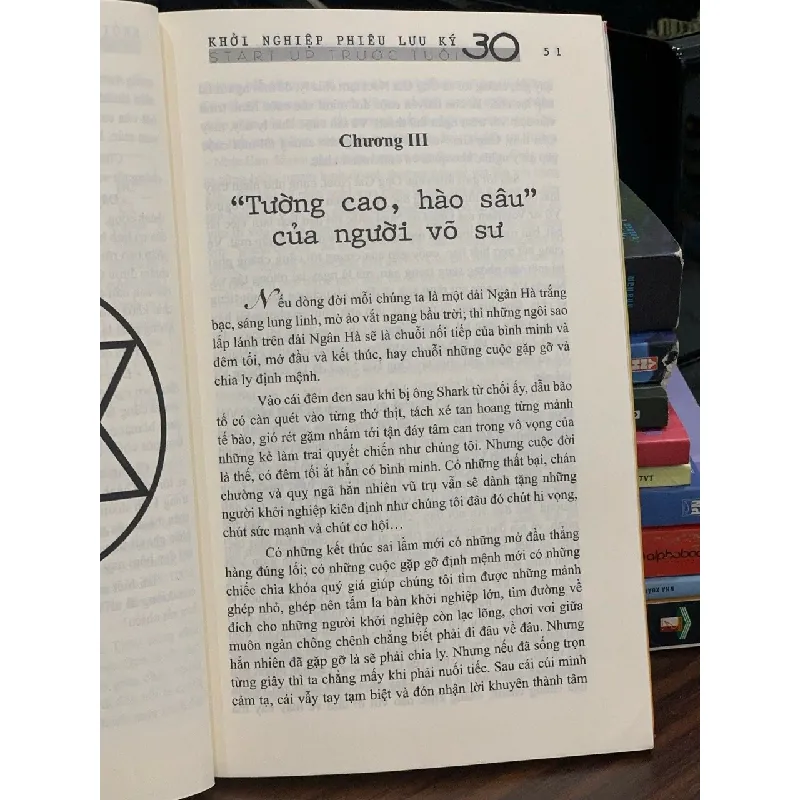 KHỞI NGHIỆP PHIÊU LƯU KÝ
START UP TRƯỚC TUỔI 30
51
Chương III
“Tường cao, hào sâu”
của người võ sư
Nếu dòng đời mỗi chúng ta là một dải Ngân Hà trắng
bạc, sáng lung linh, mờ ảo vắt ngang bầu trời; thì những ngôi sao
lấp lánh trên dải Ngân Hà sẽ là chuỗi nối tiếp của bình minh và
đêm tối, mở đầu và kết thúc, hay chuỗi những cuộc gặp gỡ và
chia ly định mệnh.
Vào cái đêm đen sau khi bị ông Shark từ chối ấy, dẫu bão
tố có càn quét vào từng thớ thịt, tách xé tan hoang từng mảnh
tế bào, gió rét gặm nhấm tới tận đáy tâm can trong vô vọng của
những kẻ làm trai quyết chiến như chúng tôi. Nhưng cuộc đời
là thế, có đêm tối ắt hẳn có bình minh. Có những thất bại, chán
chường và quỵ ngã hẳn nhiên vũ trụ vẫn sẽ dành tặng những
người khởi nghiệp kiên định như chúng tôi đâu đó chút hi vọng,
chút sức mạnh và chút cơ hội…
Có những kết thúc sai lầm mới có những mở đầu thẳng
hàng đúng lối; có những cuộc gặp gỡ định mệnh mới có những
chiếc chìa khóa quý giá giúp chúng tôi tìm được những mảnh
ghép nhỏ, ghép nên tấm la bàn khởi nghiệp lớn, tìm đường về
đích cho những người khởi nghiệp còn lạc lõng, chơi vơi giữa
muôn ngàn chông chênh chẳng biết phải đi đâu về đâu. Nhưng
hẳn nhiên đã gặp gỡ là sẽ phải chia ly. Nhưng nếu đã sống trọn
từng giây thì ta chẳng mấy khi phải nuối tiếc. Sau cái cúi mình
cảm tạ, cái vẫy tay tạm biệt và đón nhận lời khuyên thành tâm
alphaboo